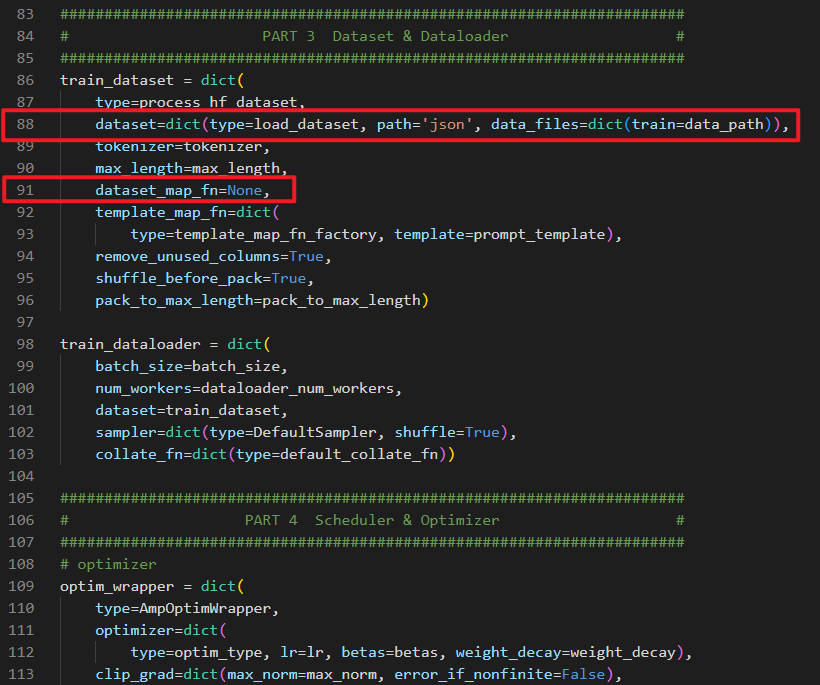 83 #######################################################################
84 #                      PART 3  Dataset & Dataloader                   #
85 #######################################################################
86 train_dataset = dict(
87     type=process_hf_dataset,
88     dataset=dict(type=load_dataset, path='json', data_files=dict(train=data_path)),
89     tokenizer=tokenizer,
90     max_length=max_length,
91     dataset_map_fn=None,
92     template_map_fn=dict(
93         type=template_map_fn_factory, template=prompt_template),
94     remove_unused_columns=True,
95     shuffle_before_pack=True,
96     pack_to_max_length=pack_to_max_length)
97
98 train_dataloader = dict(
99     batch_size=batch_size,
100     num_workers=dataloader_num_workers,
101     dataset=train_dataset,
102     sampler=dict(type=DefaultSampler, shuffle=True),
103     collate_fn=dict(type=default_collate_fn))
104
105 #######################################################################
106 #                    PART 4  Scheduler & Optimizer                    #
107 #######################################################################
108 # optimizer
109 optim_wrapper = dict(
110     type=AmpOptimWrapper,
111     optimizer=dict(
112         type=optim_type, lr=lr, betas=betas, weight_decay=weight_decay),
113     clip_grad=dict(max_norm=max_norm, error_if_nonfinite=False),